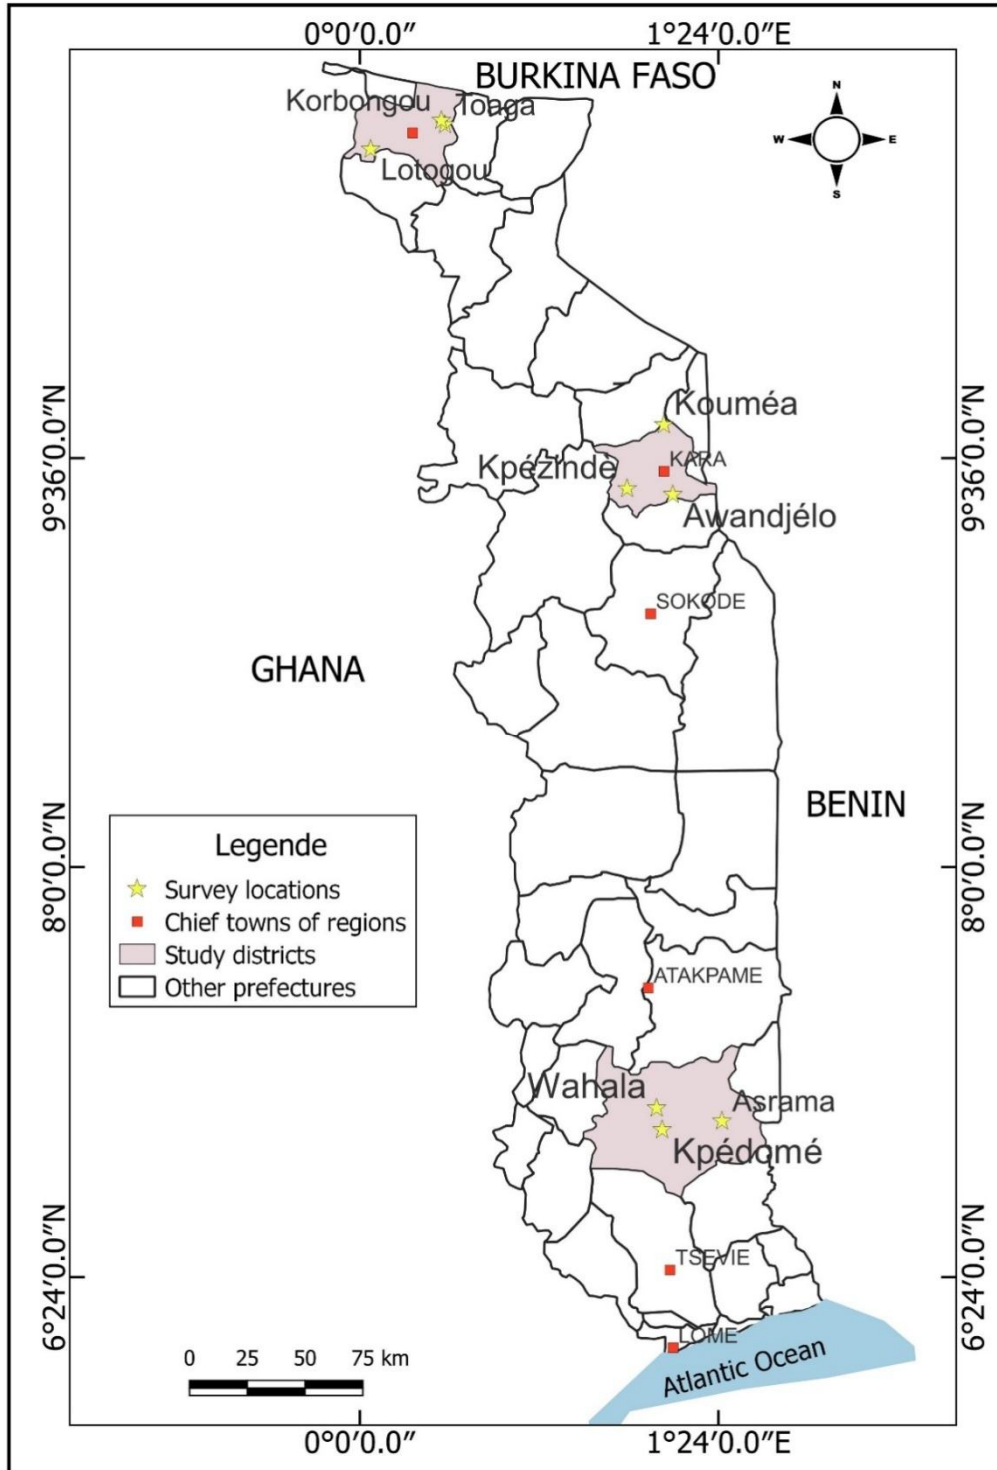 0°0′0.0″ 1°24′0.0″E
BURKINA FASO
Korbongou
Toaga
Lotogou
N
W E
S
Kouméa
9°36′0.0″N
Kpézindè
KARA
9°36′0.0″N
Awandjélo
SOKODE
GHANA
BENIN
8°0′0.0″N
8°0′0.0″N
Legende
Survey locations
Chief towns of regions
Study districts
Other prefectures
ATAKPAME
Wahala
Asrama
Kpédomé
6°24′0.0″N
TSEVIE
6°24′0.0″N
LOME
Atlantic Ocean
0 25 50 75 km
0°0′0.0″ 1°24′0.0″E